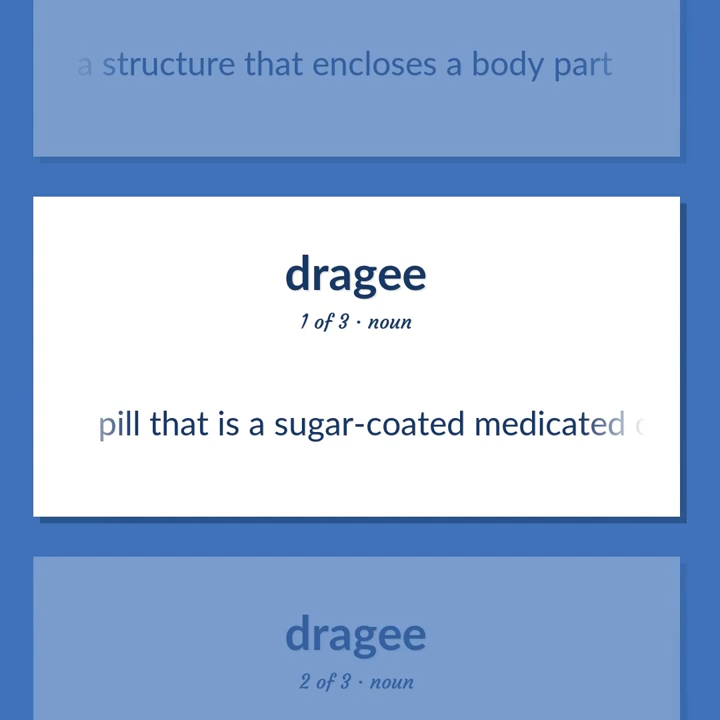 a structure that encloses a body part
dragee
1 of 3 · noun
pill that is a sugar-coated medicated
dragee
2 of 3 · noun